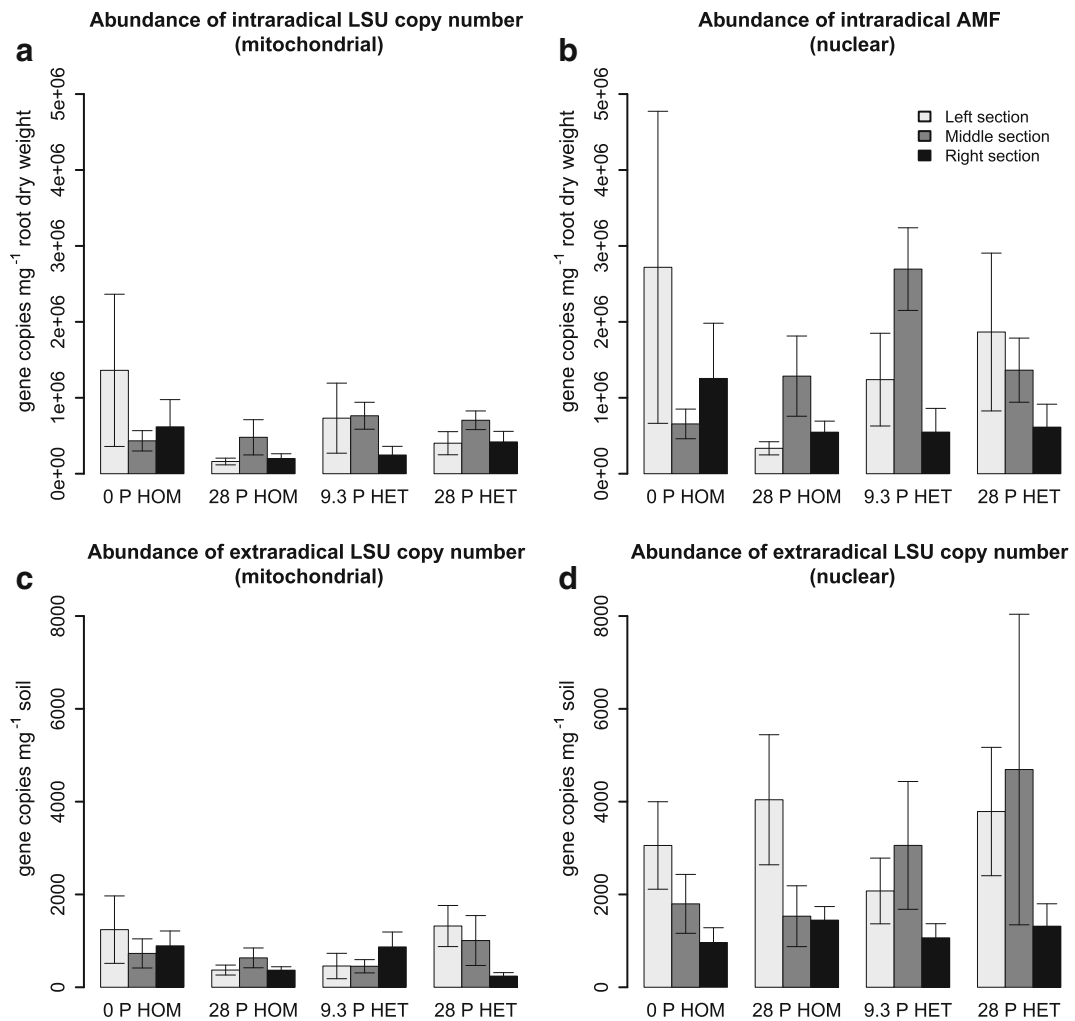 Abundance of intraradical LSU copy number
(mitochondrial)
a
gene copies mg-1 root dry weight
5e+06
4e+06
3e+06
2e+06
1e+06
0e+00
0 P HOM 28 P HOM 9.3 P HET 28 P HET
Abundance of intraradical AMF
(nuclear)
b
gene copies mg-1 root dry weight
5e+06
4e+06
3e+06
2e+06
1e+06
0e+00
Left section
Middle section
Right section
0 P HOM 28 P HOM 9.3 P HET 28 P HET
Abundance of extraradical LSU copy number
(mitochondrial)
c
gene copies mg-1 soil
8000
6000
4000
2000
0
0 P HOM 28 P HOM 9.3 P HET 28 P HET
Abundance of extraradical LSU copy number
(nuclear)
d
gene copies mg-1 soil
8000
6000
4000
2000
0
0 P HOM 28 P HOM 9.3 P HET 28 P HET